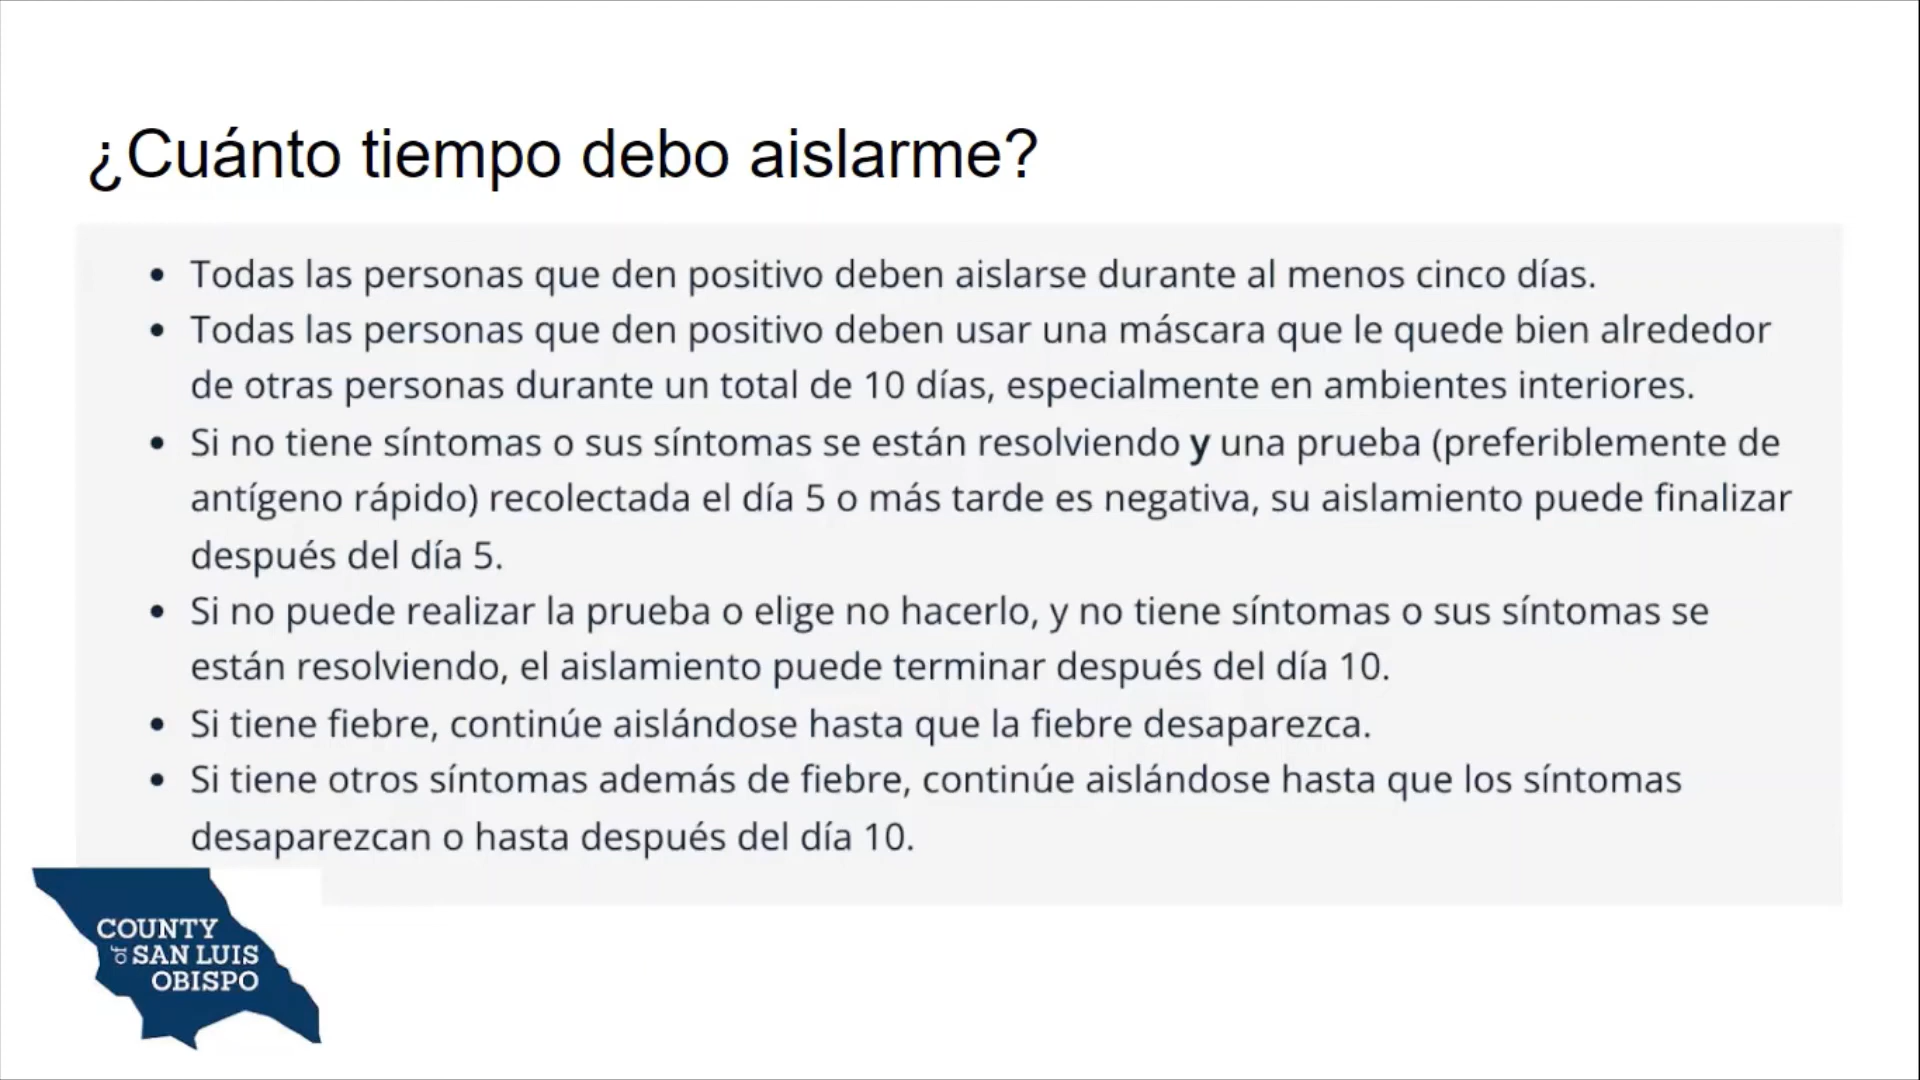 ¿Cuánto tiempo debo aislarme?
• Todas las personas que den positivo deben aislarse durante al menos cinco días.
• Todas las personas que den positivo deben usar una máscara que le quede bien alrededor
de otras personas durante un total de 10 días, especialmente en ambientes interiores.
• Si no tiene síntomas o sus síntomas se están resolviendo y una prueba (preferiblemente de
antígeno rápido) recolectada el día 5 o más tarde es negativa, su aislamiento puede finalizar
después del día 5.
• Si no puede realizar la prueba o elige no hacerlo, y no tiene síntomas o sus síntomas se
están resolviendo, el aislamiento puede terminar después del día 10.
• Si tiene fiebre, continúe aislándose hasta que la fiebre desaparezca.
• Si tiene otros síntomas además de fiebre, continúe aislándose hasta que los síntomas
desaparezcan o hasta después del día 10.
COUNTY
of SAN LUIS
OBISPO